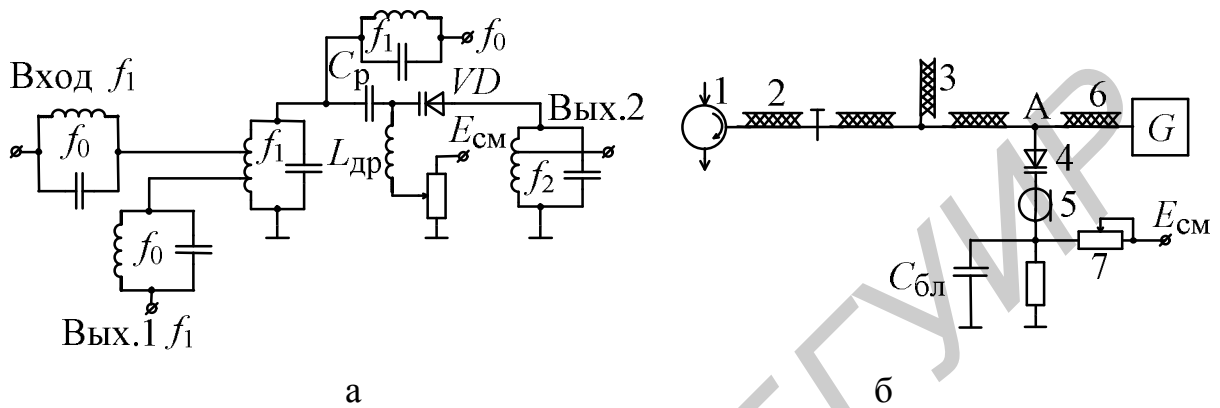 f₁ f₀
Cр VD
Вход f₁
Вых.2
f₀ f₁ Lдр Eсм f₂
f₀
Вых.1 f₁
а
1 2 3 A 6 G
4
5
Eсм
7
Cбл
б
БГУИР